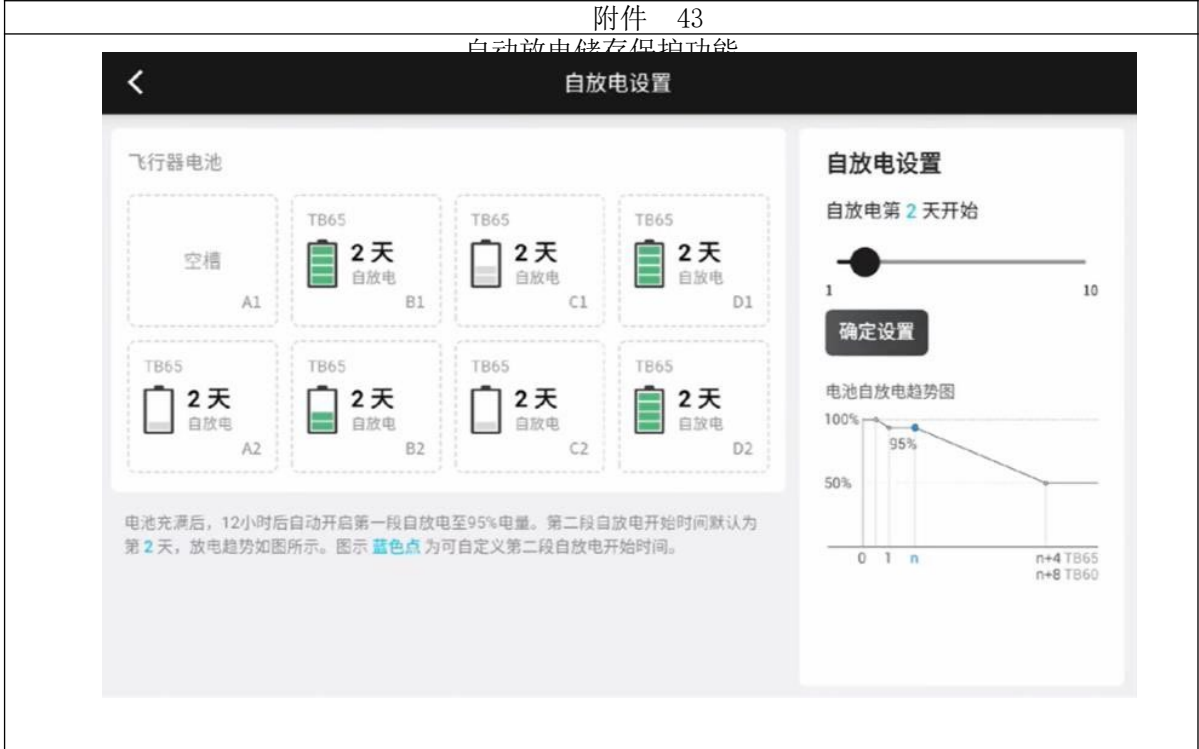 附件 43
自动放电储存保护功能
自放电设置
飞行器电池
空槽
A1
TB65
2 天
自放电
B1
TB65
2 天
自放电
C1
TB65
2 天
自放电
D1
TB65
2 天
自放电
A2
TB65
2 天
自放电
B2
TB65
2 天
自放电
C2
TB65
2 天
自放电
D2
电池充满后，12小时后自动开启第一段自放电至95%电量。第二段自放电开始时间默认为
第 2 天，放电趋势如图所示。图示 蓝色点 为可自定义第二段自放电开始时间。
自放电设置
自放电第 2 天开始
1
10
确定设置
电池自放电趋势图
100%
95%
50%
0 1 n n+4 TB65
n+8 TB60